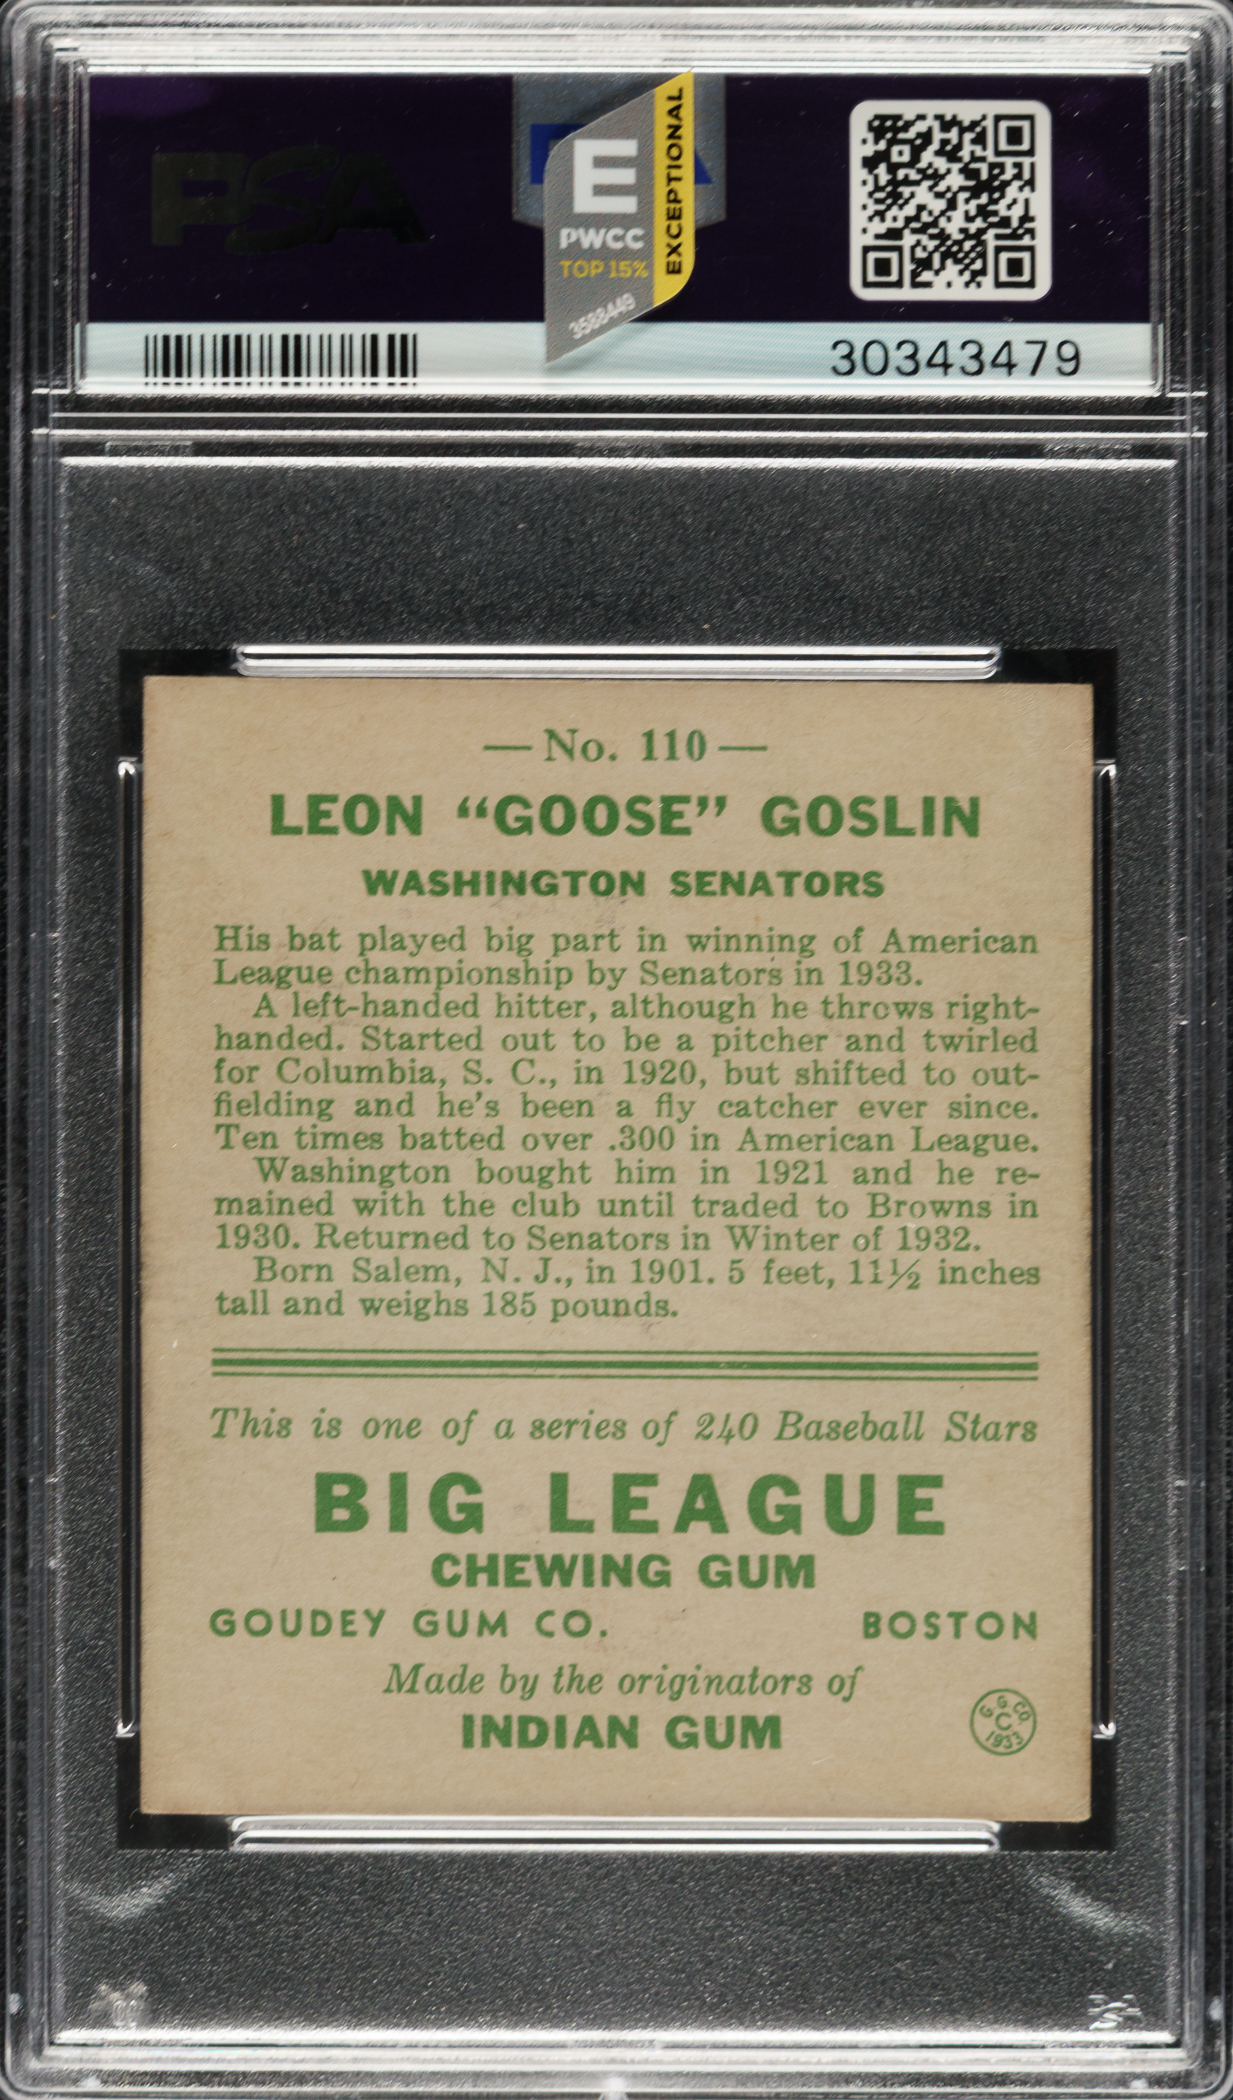 PSA
E
PWCC
TOP 15%
EXCEPTIONAL
3588449
30343479
— No. 110 —
LEON “GOOSE” GOSLIN
WASHINGTON SENATORS
His bat played big part in winning of American
League championship by Senators in 1933.
A left-handed hitter, although he throws right-
handed. Started out to be a pitcher and twirled
for Columbia, S. C., in 1920, but shifted to out-
fielding and he's been a fly catcher ever since.
Ten times batted over .300 in American League.
Washington bought him in 1921 and he re-
mained with the club until traded to Browns in
1930. Returned to Senators in Winter of 1932.
Born Salem, N. J., in 1901. 5 feet, 11½ inches
tall and weighs 185 pounds.
This is one of a series of 240 Baseball Stars
BIG LEAGUE
CHEWING GUM
GOUDEY GUM CO. BOSTON
Made by the originators of
INDIAN GUM
G. G. CO.
C
1933
PSA